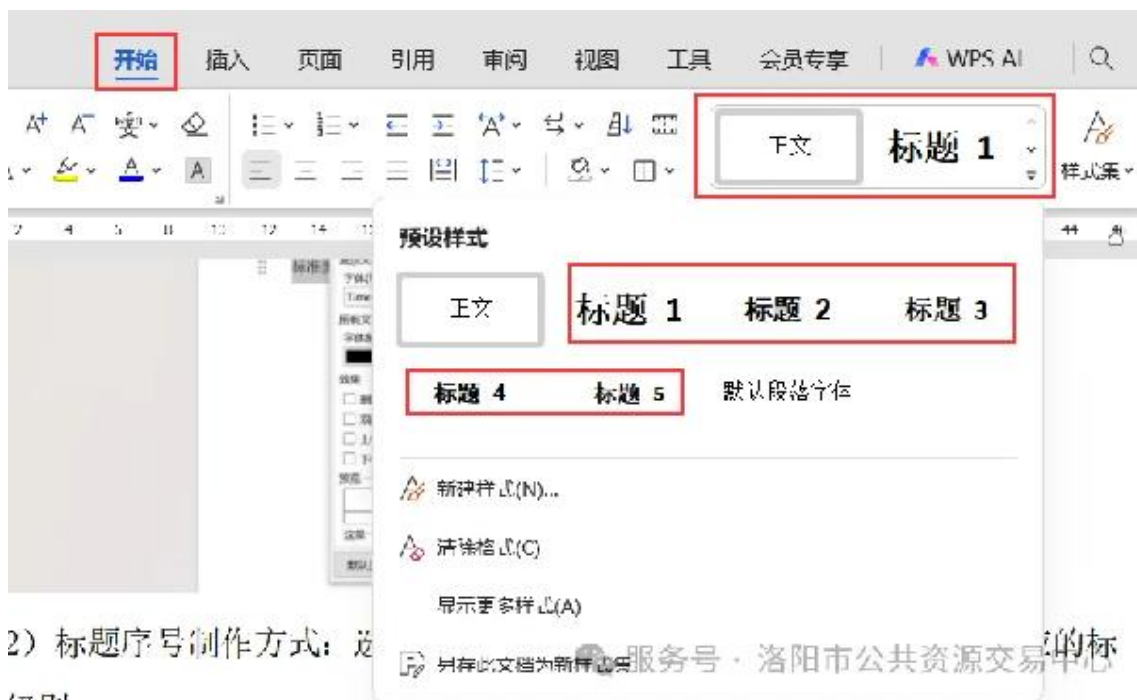 开始 插入 页面 引用 审阅 视图 工具 会员专享 WPS AI
正文 标题 1
样式集
预设样式
正文 标题 1 标题 2 标题 3
标题 4 标题 5 默认段落字体
新建样式(N)...
清除格式(C)
显示更多样式(A)
另存此文档为新样式集
2）标题序号制作方式：
的标
服务号 · 洛阳市公共资源交易中心